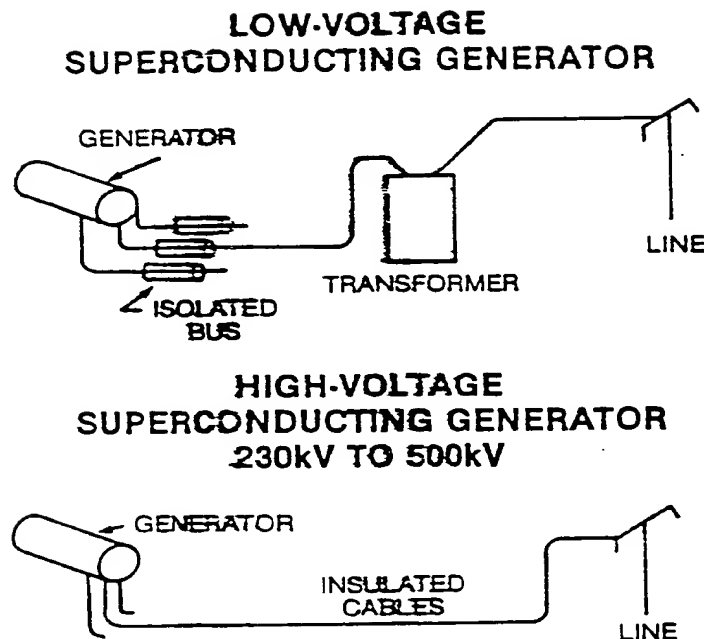 LOW-VOLTAGE
SUPERCONDUCTING GENERATOR
GENERATOR
LINE
TRANSFORMER
ISOLATED
BUS
HIGH-VOLTAGE
SUPERCONDUCTING GENERATOR
230kV TO 500kV
GENERATOR
INSULATED
CABLES
LINE